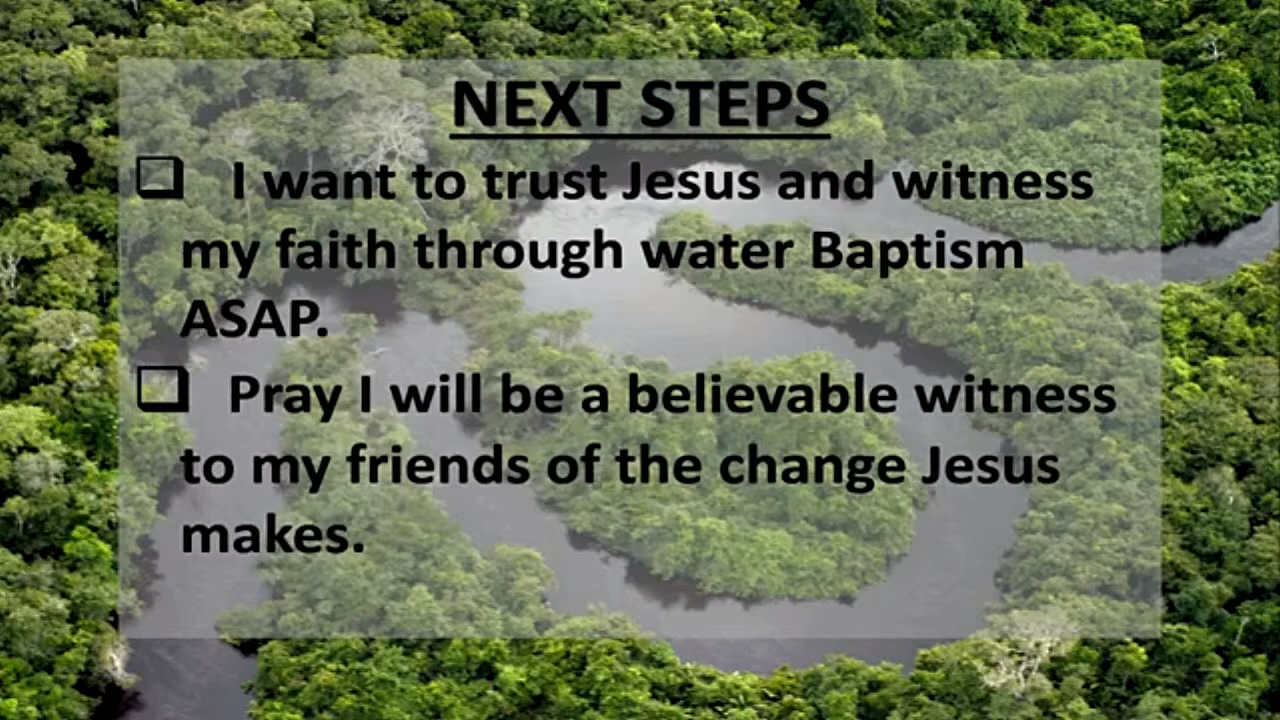 NEXT STEPS
❑ I want to trust Jesus and witness
my faith through water Baptism
ASAP.
❑ Pray I will be a believable witness
to my friends of the change Jesus
makes.